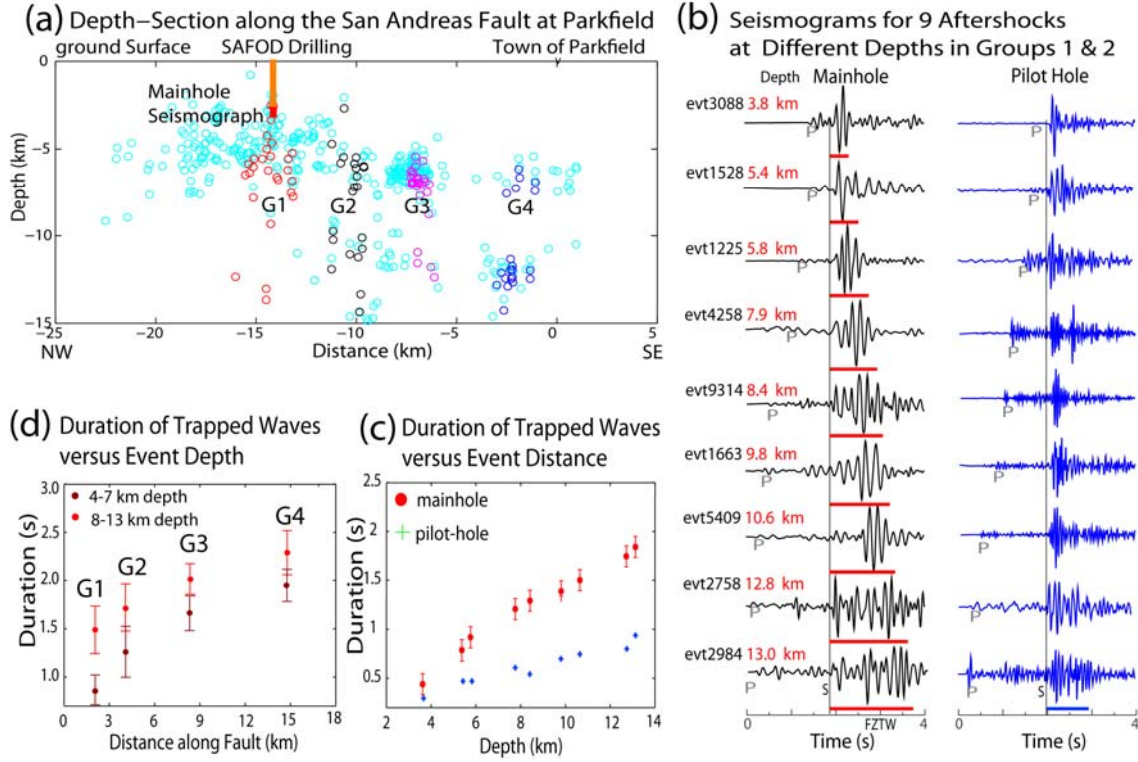 (a) Depth-Section along the San Andreas Fault at Parkfield
ground Surface SAFOD Drilling Town of Parkfield
0
Mainhole
Seismograph
-5
G1 G2 G3 G4
-10
-15
Depth (km)
-25 -20 -15 -10 -5 0 5
NW Distance (km) SE
(b) Seismograms for 9 Aftershocks
at Different Depths in Groups 1 & 2
Depth Mainhole Pilot Hole
evt3088 3.8 km
P P
evt1528 5.4 km
P P
evt1225 5.8 km
P P
evt4258 7.9 km
P P
evt9314 8.4 km
P P
evt1663 9.8 km
P P
evt5409 10.6 km
P P
evt2758 12.8 km
P P
evt2984 13.0 km
P S P S
0 FZTW 4 0 4
Time (s) Time (s)
(d) Duration of Trapped Waves
versus Event Depth
3.0
2.5
2.0
1.5
1.0
Duration (s)
4-7 km depth
8-13 km depth
G1 G2 G3 G4
0 3 6 9 12 15 18
Distance along Fault (km)
(c) Duration of Trapped Waves
versus Event Distance
2.5
2
1.5
1
0.5
Duration (s)
mainhole
pilot-hole
2 4 6 8 10 12 14
Depth (km)